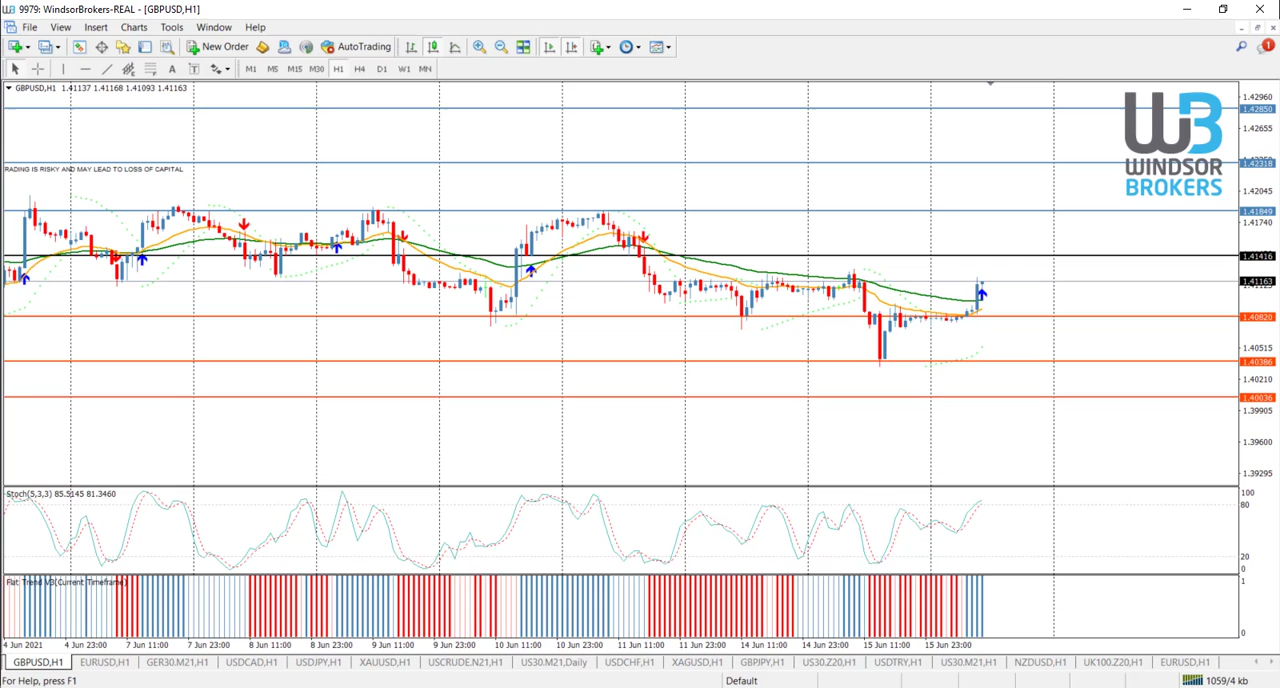 9979: WindsorBrokers-REAL - [GBPUSD,H1]
File View Insert Charts Tools Window Help
New Order AutoTrading 1
A T M1 M5 M15 M30 H1 H4 D1 W1 MN
GBPUSD,H1 1.41137 1.41168 1.41093 1.41163
1.42960
1.42850
1.42655
1.42318
RADING IS RISKY AND MAY LEAD TO LOSS OF CAPITAL
1.42045
1.41849
1.41740
1.41416
1.41163
1.40820
1.40515
1.40386
1.40210
1.40036
1.39905
1.39600
1.39295
W3
WINDSOR
BROKERS
Stoch(5,3,3) 85.5145 81.3460
100
80
20
0
Flat Trend V3(Current Timeframe)
1
0
4 Jun 2021 4 Jun 23:00 7 Jun 11:00 7 Jun 23:00 8 Jun 11:00 8 Jun 23:00 9 Jun 11:00 9 Jun 23:00 10 Jun 11:00 10 Jun 23:00 11 Jun 11:00 11 Jun 23:00 14 Jun 11:00 14 Jun 23:00 15 Jun 11:00 15 Jun 23:00
GBPUSD,H1 EURUSD,H1 GER30.M21,H1 USDCAD,H1 USDJPY,H1 XAUUSD,H1 USCRUDE.N21,H1 US30.M21,Daily USDCHF,H1 XAGUSD,H1 GBPJPY,H1 US30.Z20,H1 USDTRY,H1 US30.M21,H1 NZDUSD,H1 UK100.Z20,H1 EURUSD,H1
For Help, press F1 Default 1059/4 kb